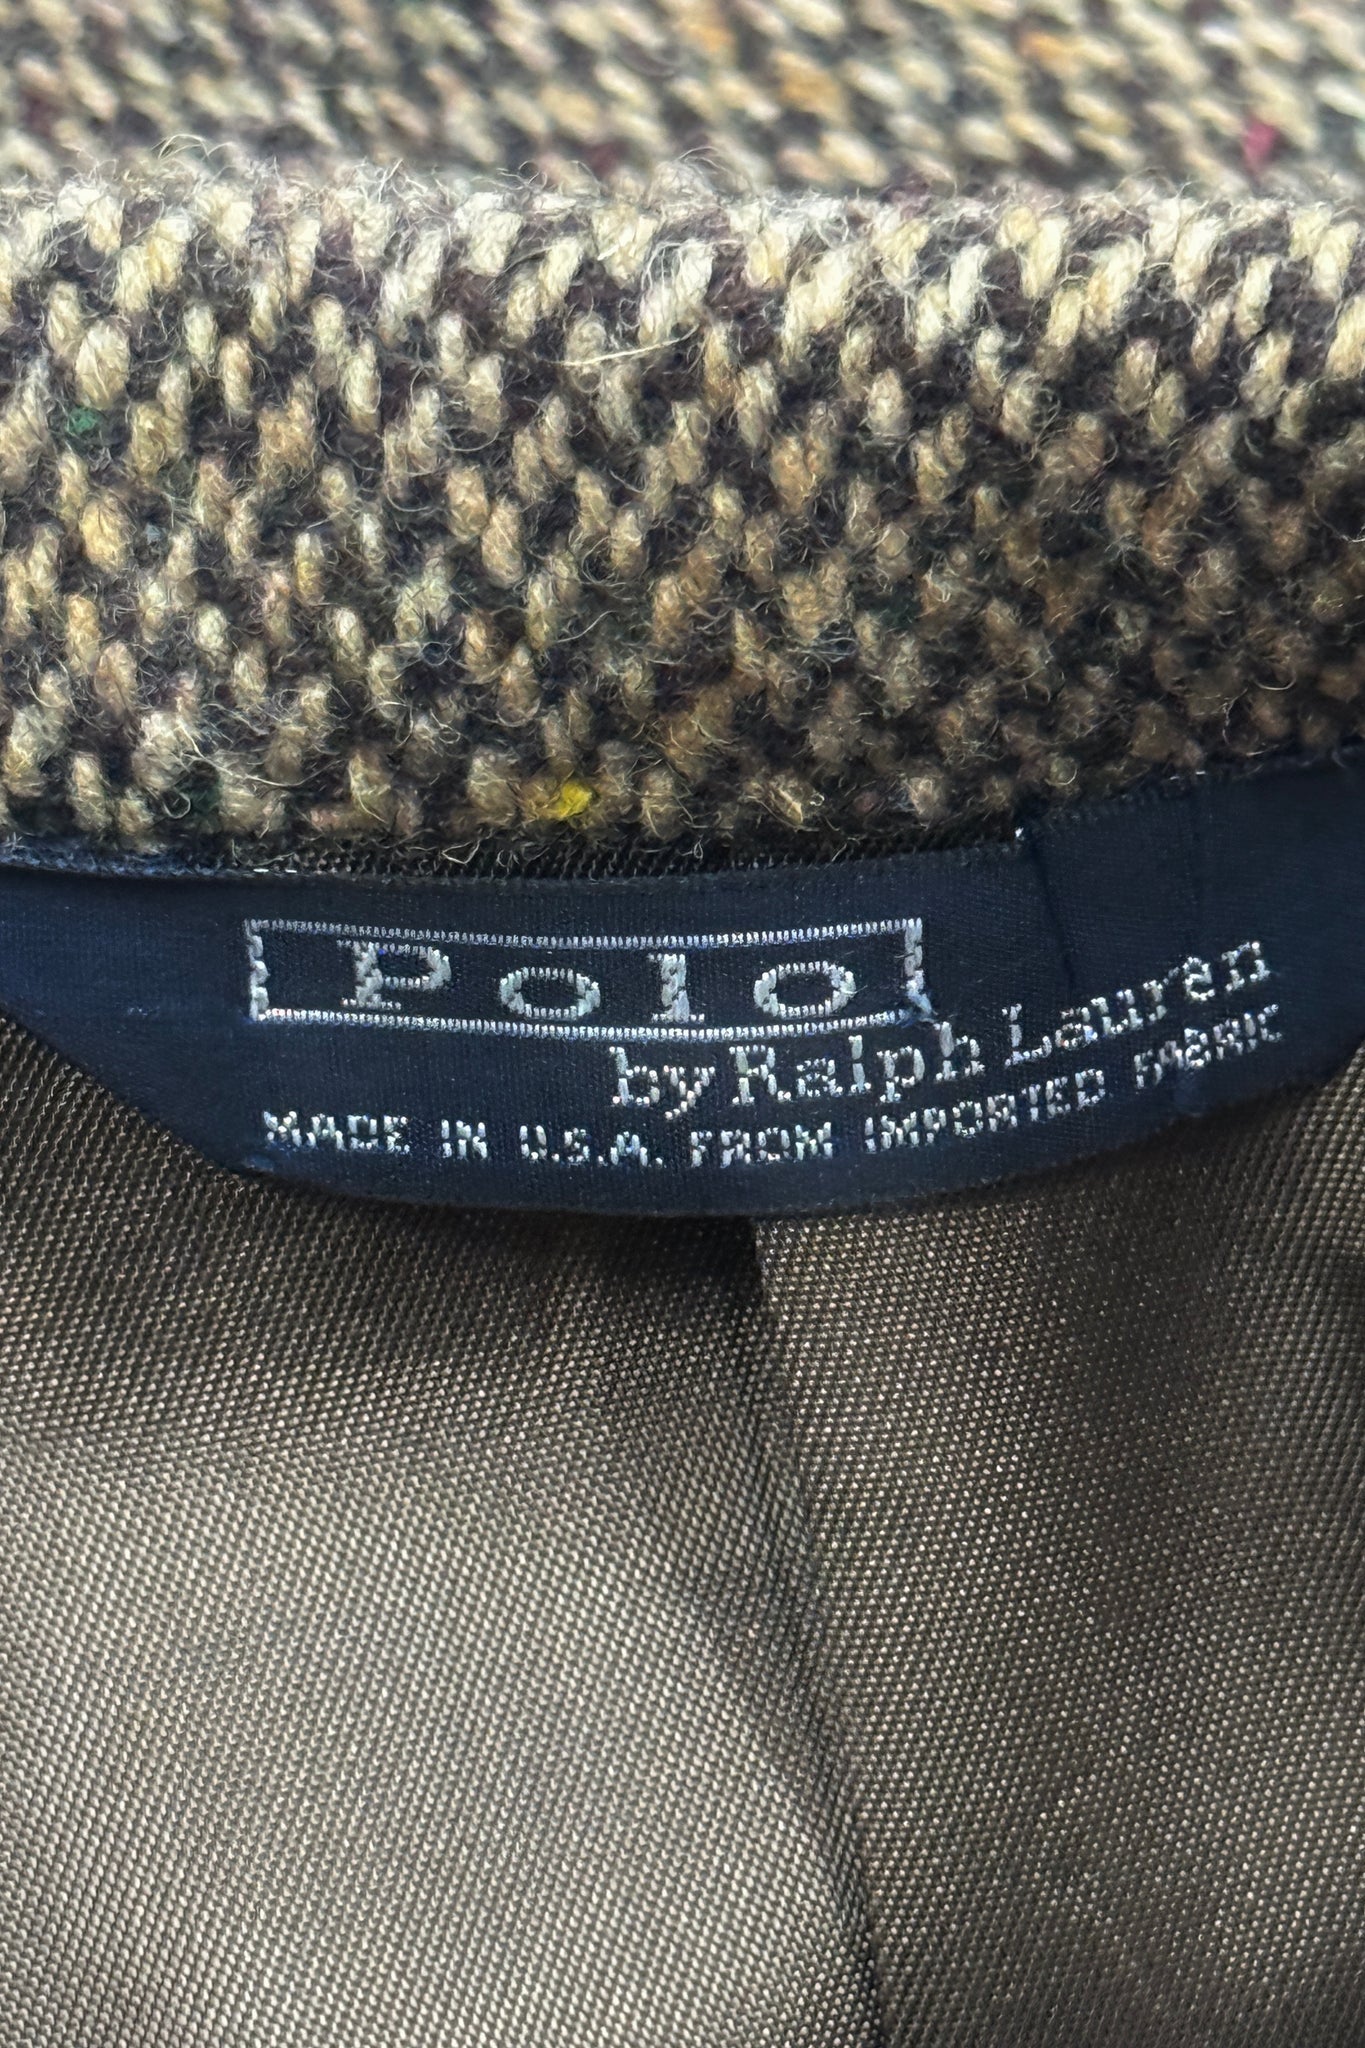 Polo
by Ralph Lauren
MADE IN U.S.A. FROM IMPORTED FABRIC